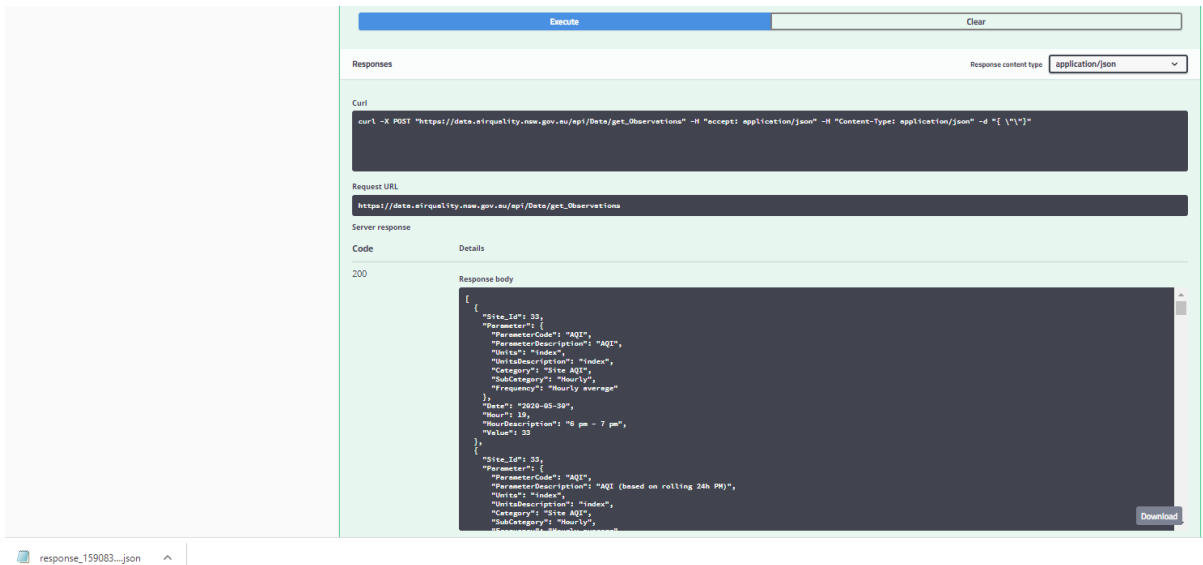 Execute
Clear
Responses
Response content type
application/json
Curl
curl -X POST "https://data.airquality.nsw.gov.au/api/Data/get_Observations" -H "accept: application/json" -H "Content-Type: application/json" -d "{ \"\"}"
Request URL
https://data.airquality.nsw.gov.au/api/Data/get_Observations
Server response
Code
Details
200
Response body
[
{
"Site_Id": 33,
"Parameter": {
"ParameterCode": "AQI",
"ParameterDescription": "AQI",
"Units": "index",
"UnitsDescription": "index",
"Category": "Site AQI",
"SubCategory": "Hourly",
"Frequency": "Hourly average"
},
"Date": "2020-05-30",
"Hour": 19,
"HourDescription": "6 pm - 7 pm",
"Value": 33
},
{
"Site_Id": 33,
"Parameter": {
"ParameterCode": "AQI",
"ParameterDescription": "AQI (based on rolling 24h PM)",
"Units": "index",
"UnitsDescription": "index",
"Category": "Site AQI",
"SubCategory": "Hourly",
"Frequency": "Hourly average"
Download
response_159083....json